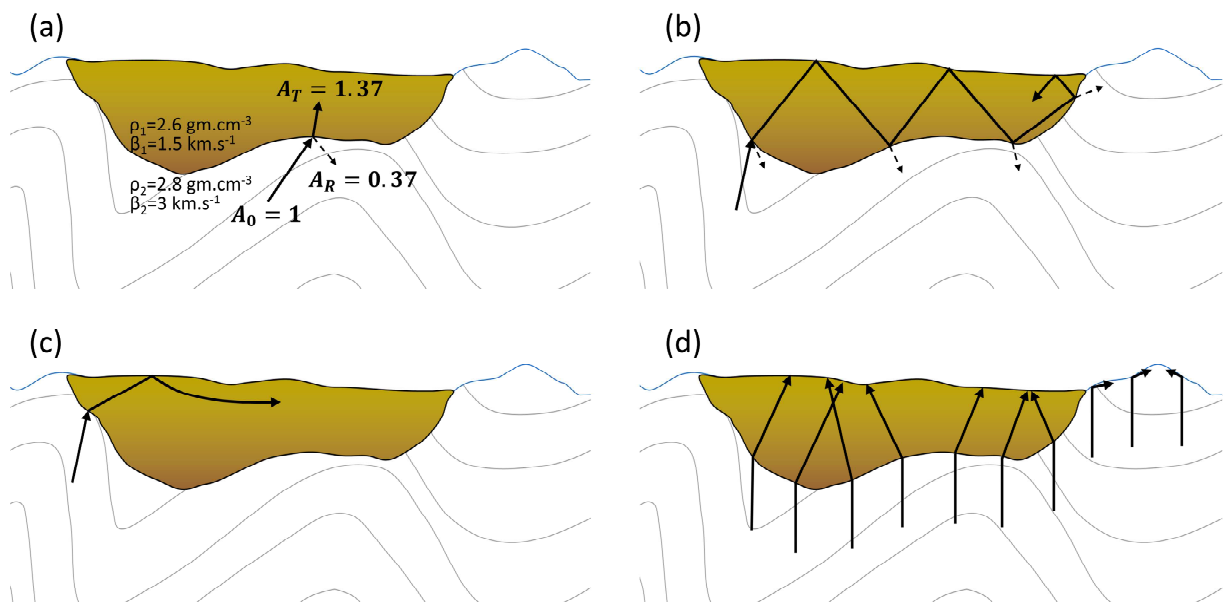 (a)
A_T = 1.37
ρ₁=2.6 gm.cm⁻³
β₁=1.5 km.s⁻¹
ρ₂=2.8 gm.cm⁻³
β₂=3 km.s⁻¹
A_R = 0.37
A₀ = 1
(b)
(c)
(d)